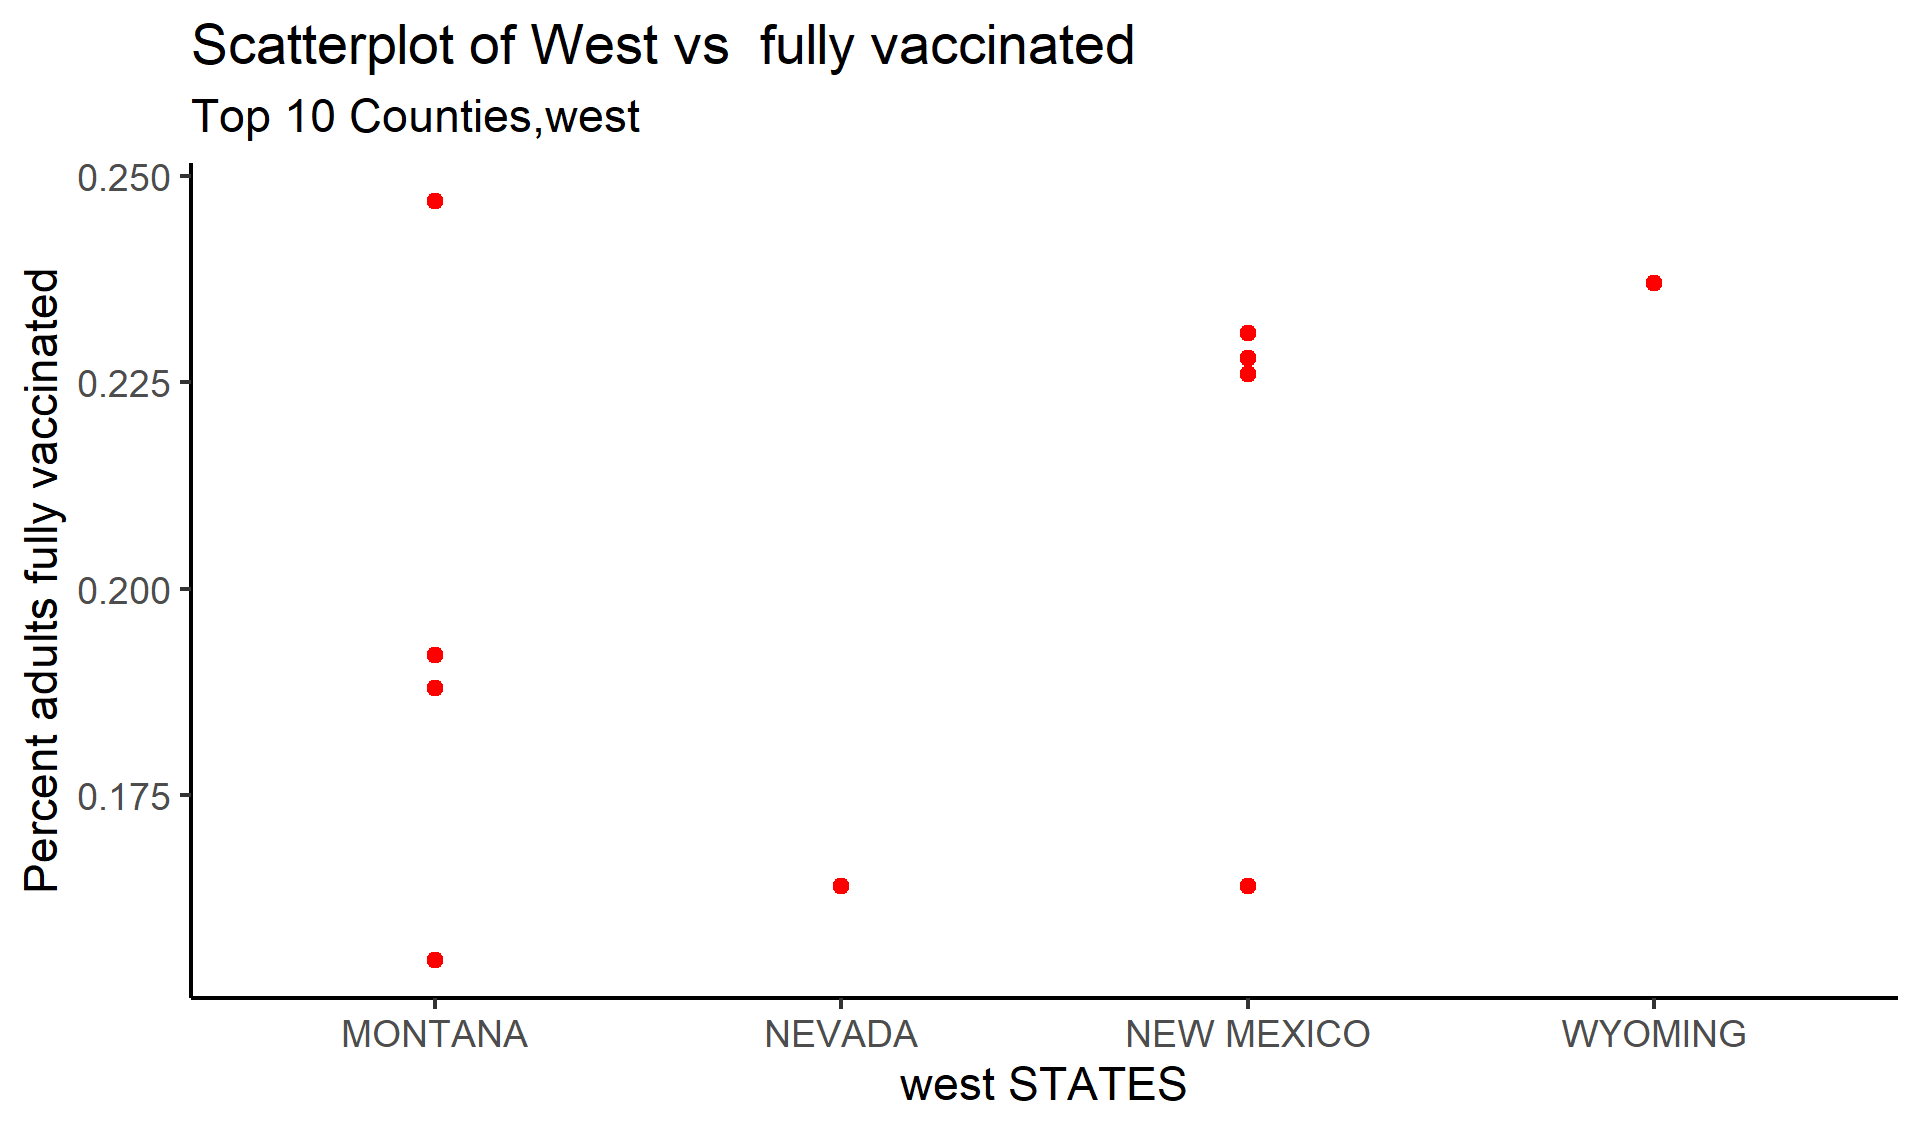 Scatterplot of West vs  fully vaccinated
Top 10 Counties,west
Percent adults fully vaccinated
0.250
0.225
0.200
0.175
MONTANA NEVADA NEW MEXICO WYOMING
west STATES